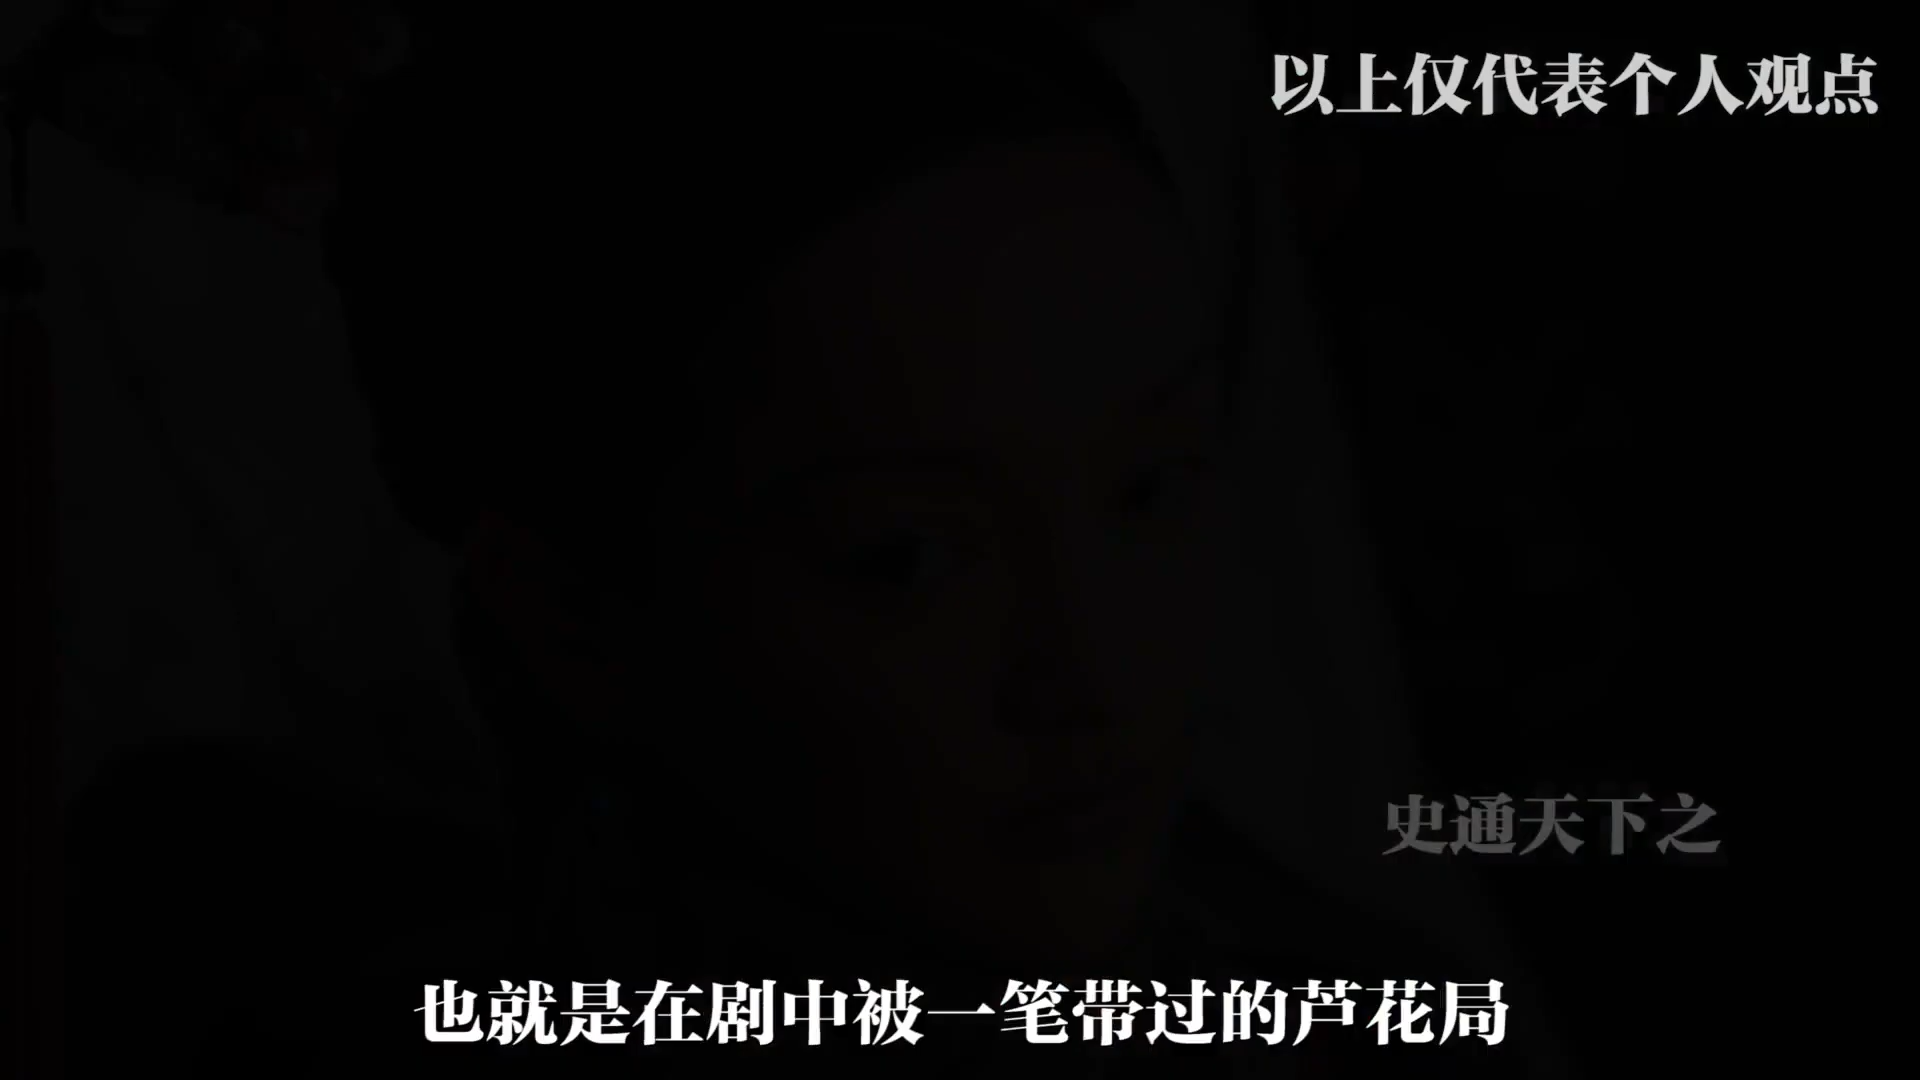 以上仅代表个人观点
史通天下之
也就是在剧中被一笔带过的芦花局